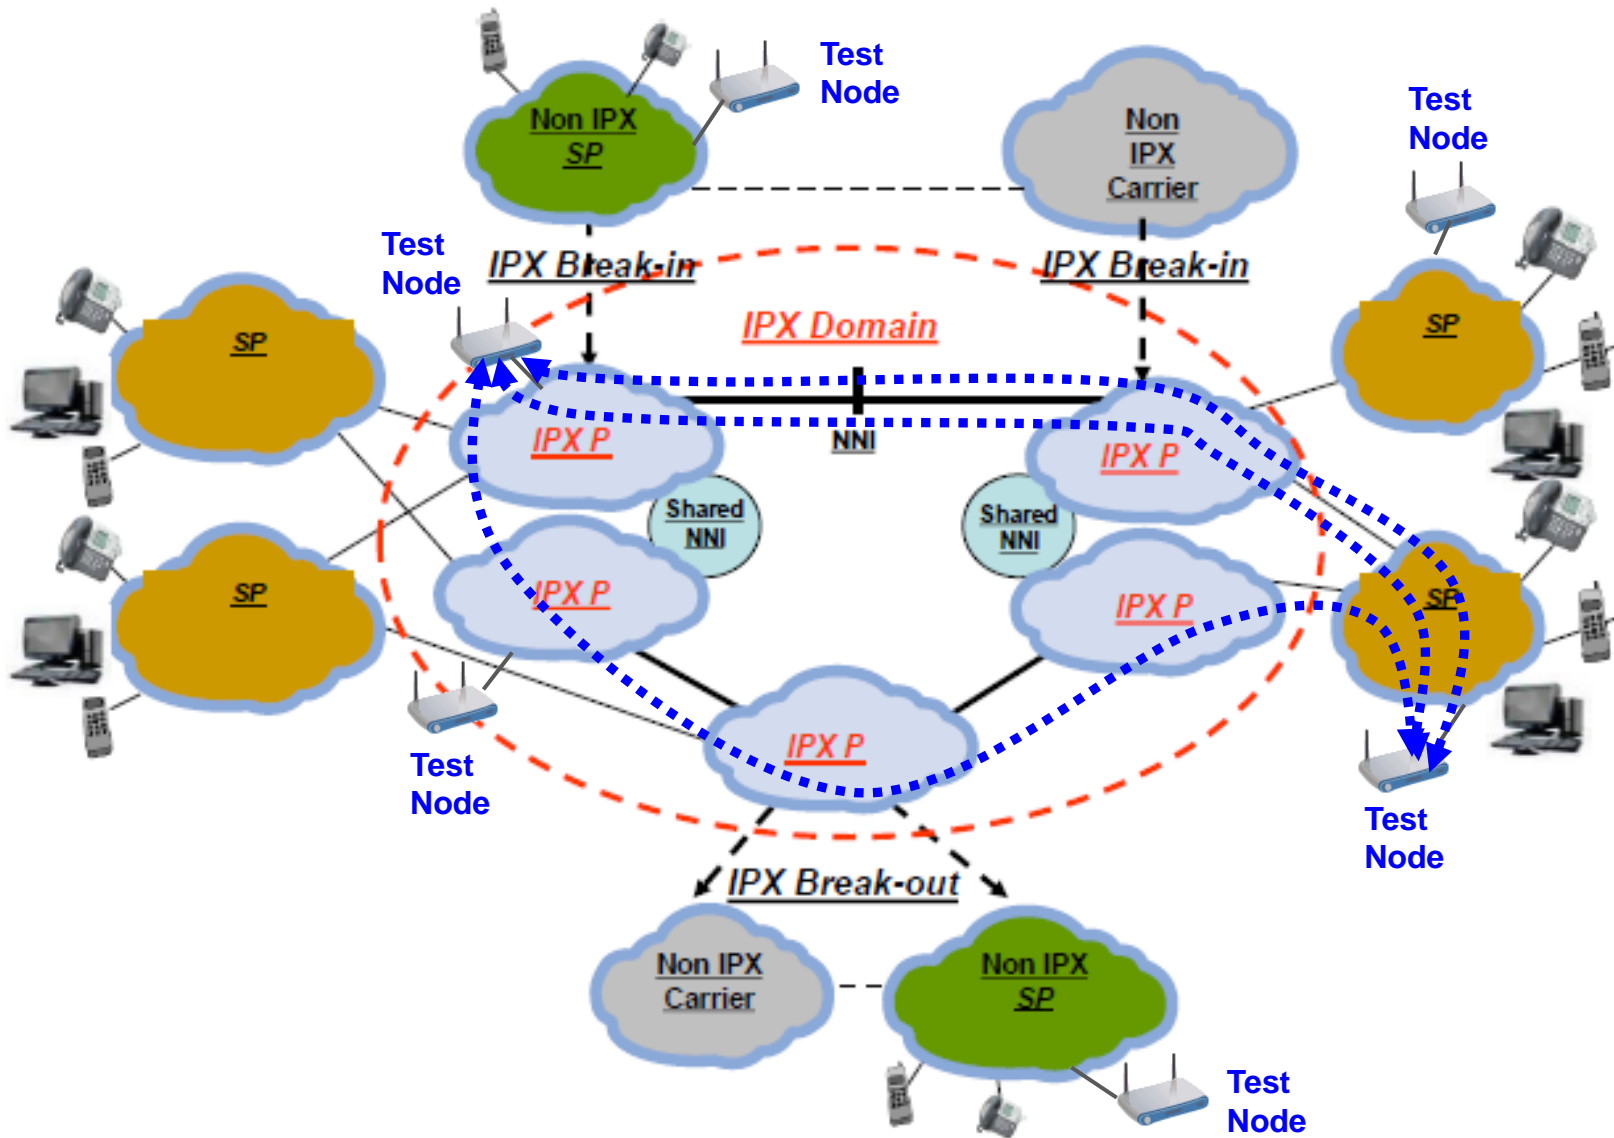 Test
Node
Non IPX
SP
Non
IPX
Carrier
Test
Node
Test
Node
IPX Break-in
IPX Break-in
IPX Domain
SP
SP
IPX P
NNI
IPX P
Shared
NNI
Shared
NNI
SP
IPX P
IPX P
SP
IPX P
Test
Node
Test
Node
IPX Break-out
Non IPX
Carrier
Non IPX
SP
Test
Node